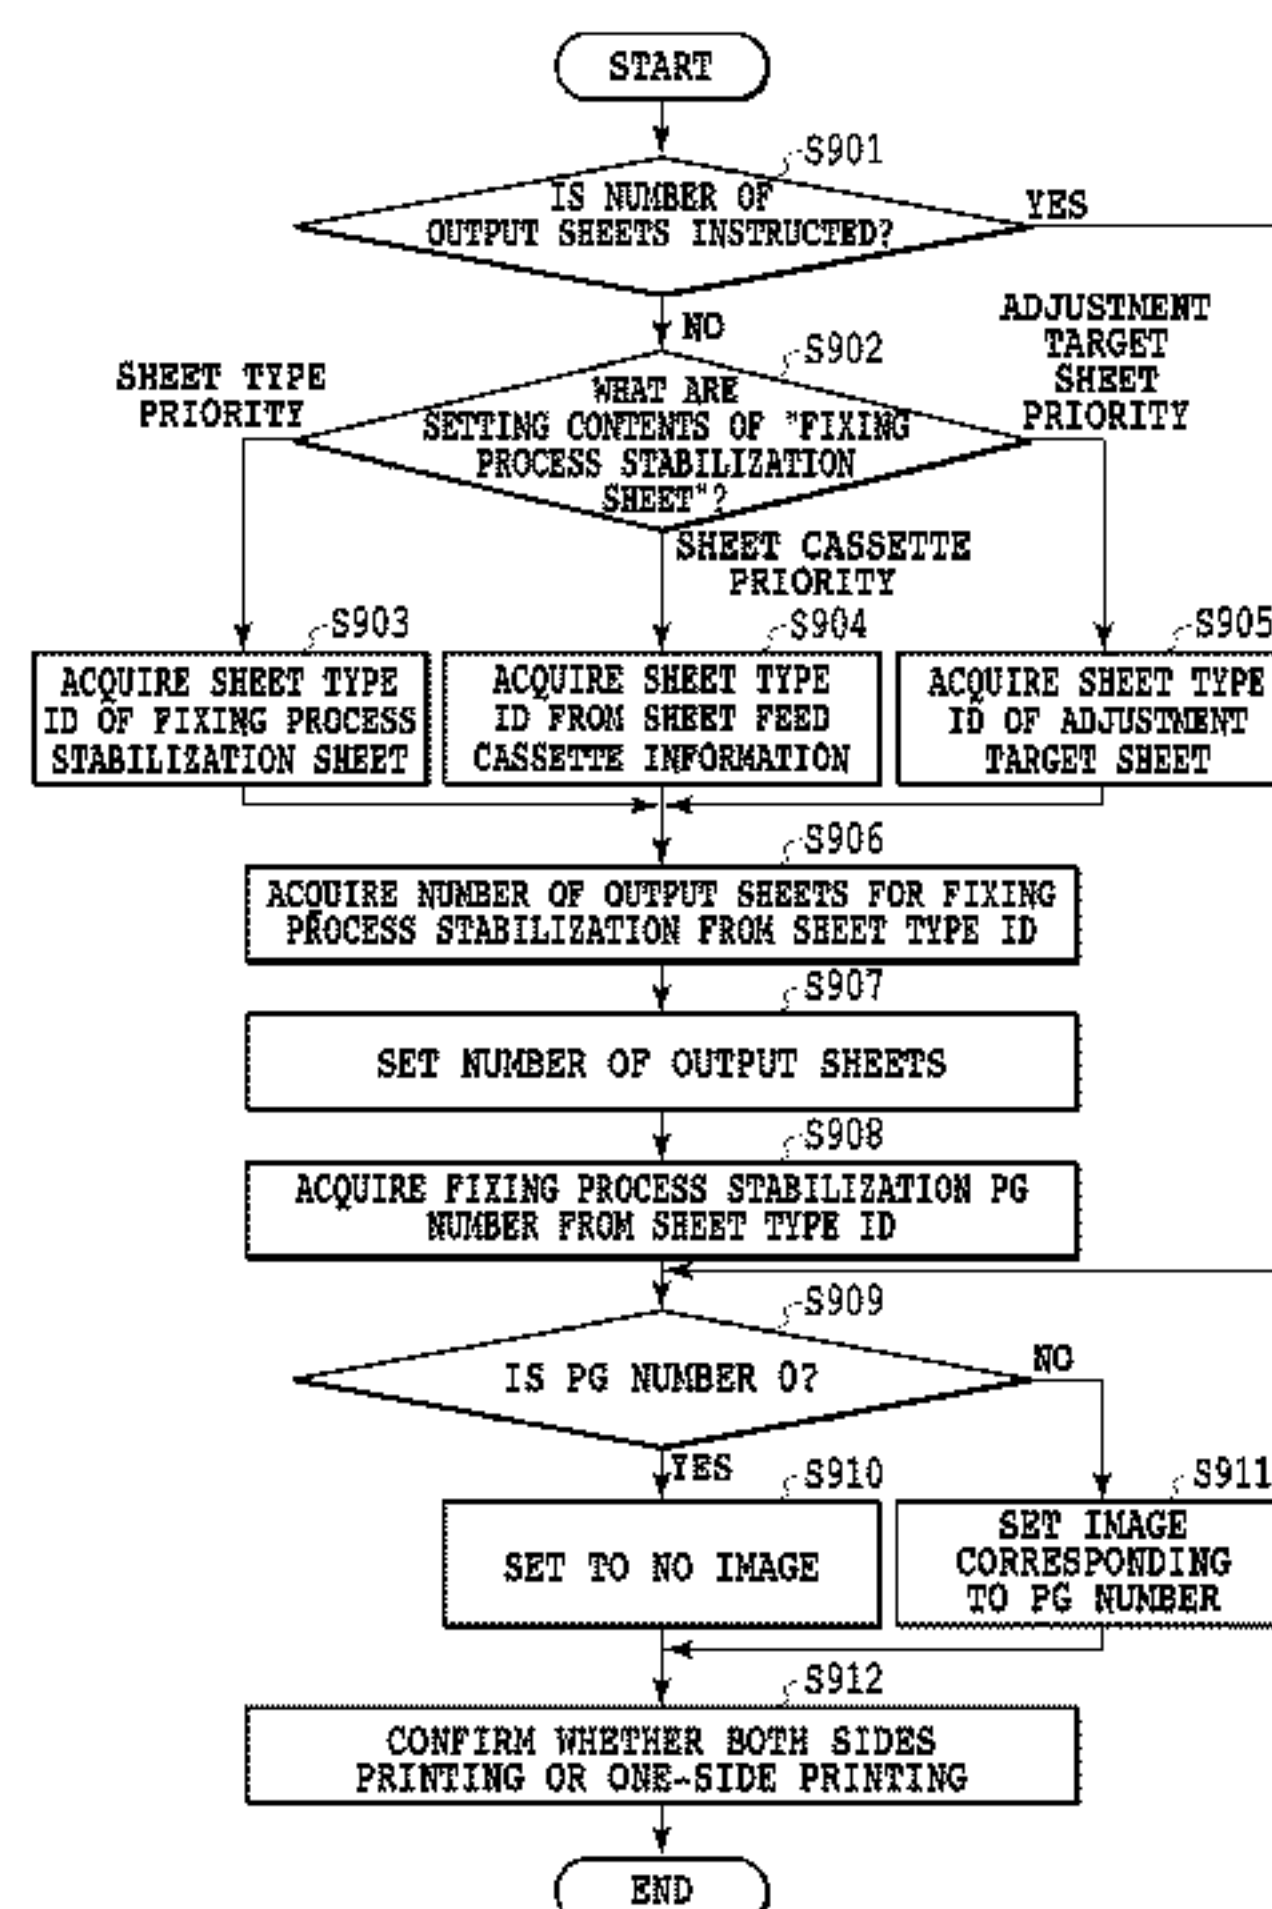 START
S901
IS NUMBER OF
OUTPUT SHEETS INSTRUCTED?
YES
NO
S902
WHAT ARE
SETTING CONTENTS OF "FIXING
PROCESS STABILIZATION
SHEET"?
SHEET TYPE
PRIORITY
ADJUSTMENT
TARGET
SHEET
PRIORITY
SHEET CASSETTE
PRIORITY
S903
ACQUIRE SHEET TYPE
ID OF FIXING PROCESS
STABILIZATION SHEET
S904
ACQUIRE SHEET TYPE
ID FROM SHEET FEED
CASSETTE INFORMATION
S905
ACQUIRE SHEET TYPE
ID OF ADJUSTMENT
TARGET SHEET
S906
ACQUIRE NUMBER OF OUTPUT SHEETS FOR FIXING
PROCESS STABILIZATION FROM SHEET TYPE ID
S907
SET NUMBER OF OUTPUT SHEETS
S908
ACQUIRE FIXING PROCESS STABILIZATION PG
NUMBER FROM SHEET TYPE ID
S909
IS PG NUMBER 0?
NO
YES
S910
SET TO NO IMAGE
S911
SET IMAGE
CORRESPONDING
TO PG NUMBER
S912
CONFIRM WHETHER BOTH SIDES
PRINTING OR ONE-SIDE PRINTING
END